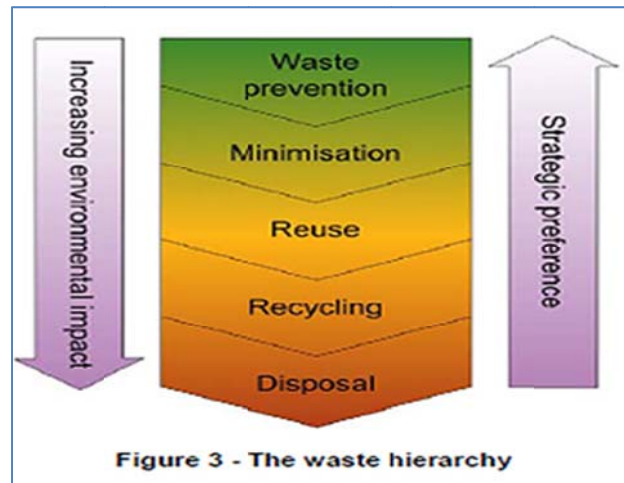 Increasing environmental impact
Waste
prevention
Minimisation
Reuse
Recycling
Disposal
Strategic preference
Figure 3 - The waste hierarchy